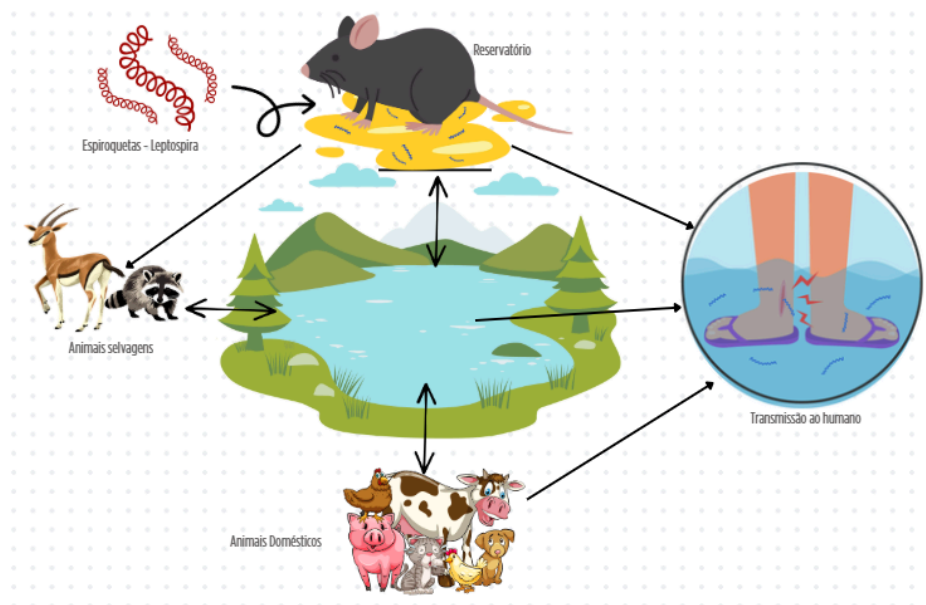 Reservatório
Espiroquetas - Leptospira
Animais selvagens
Transmissão ao humano
Animais Domésticos